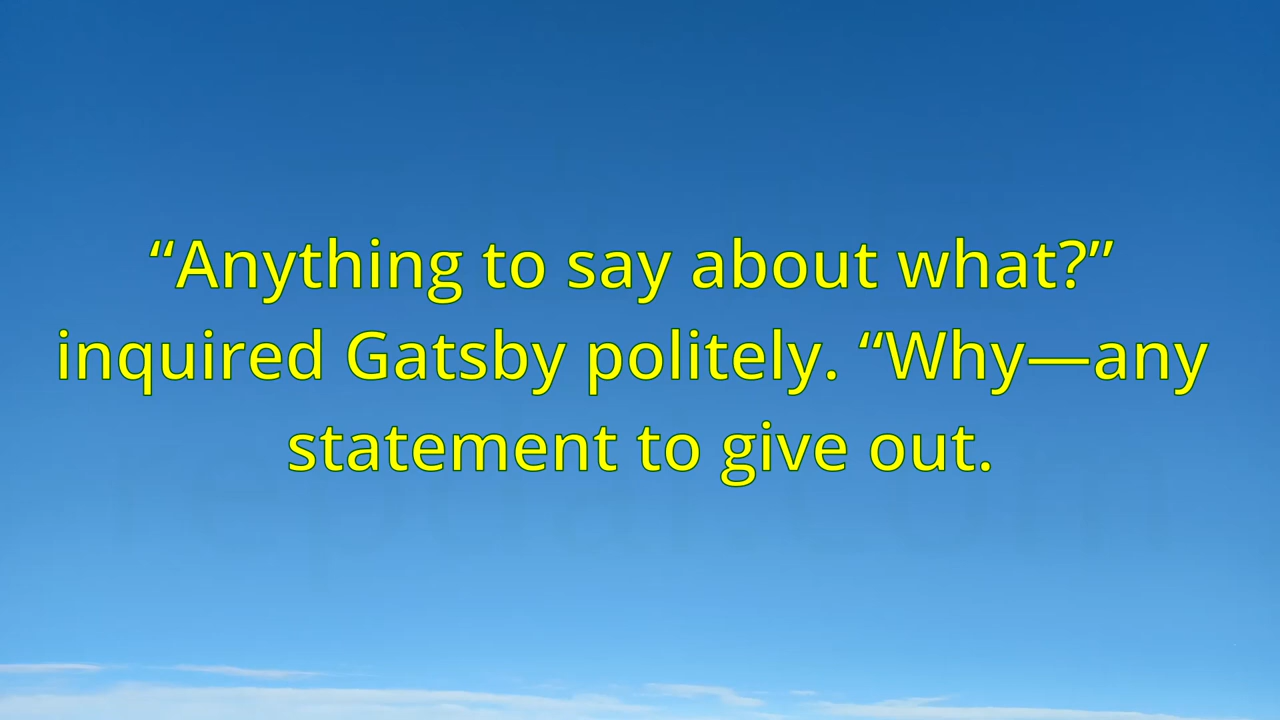 “Anything to say about what?”
inquired Gatsby politely. “Why—any
statement to give out.